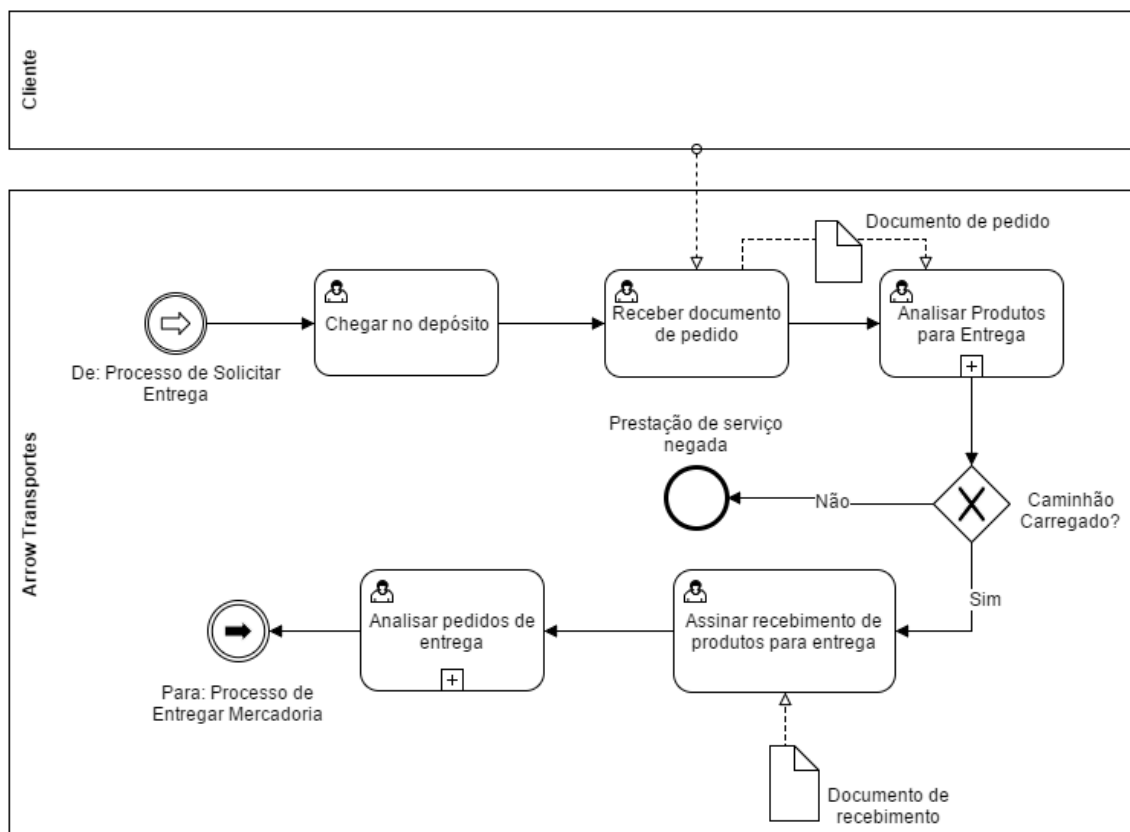 Cliente
Arrow Transportes
Documento de pedido
Chegar no depósito
Receber documento
de pedido
Analisar Produtos
para Entrega
De: Processo de Solicitar
Entrega
Prestação de serviço
negada
Não
Caminhão
Carregado?
Sim
Analisar pedidos de
entrega
Assinar recebimento de
produtos para entrega
Para: Processo de
Entregar Mercadoria
Documento de
recebimento